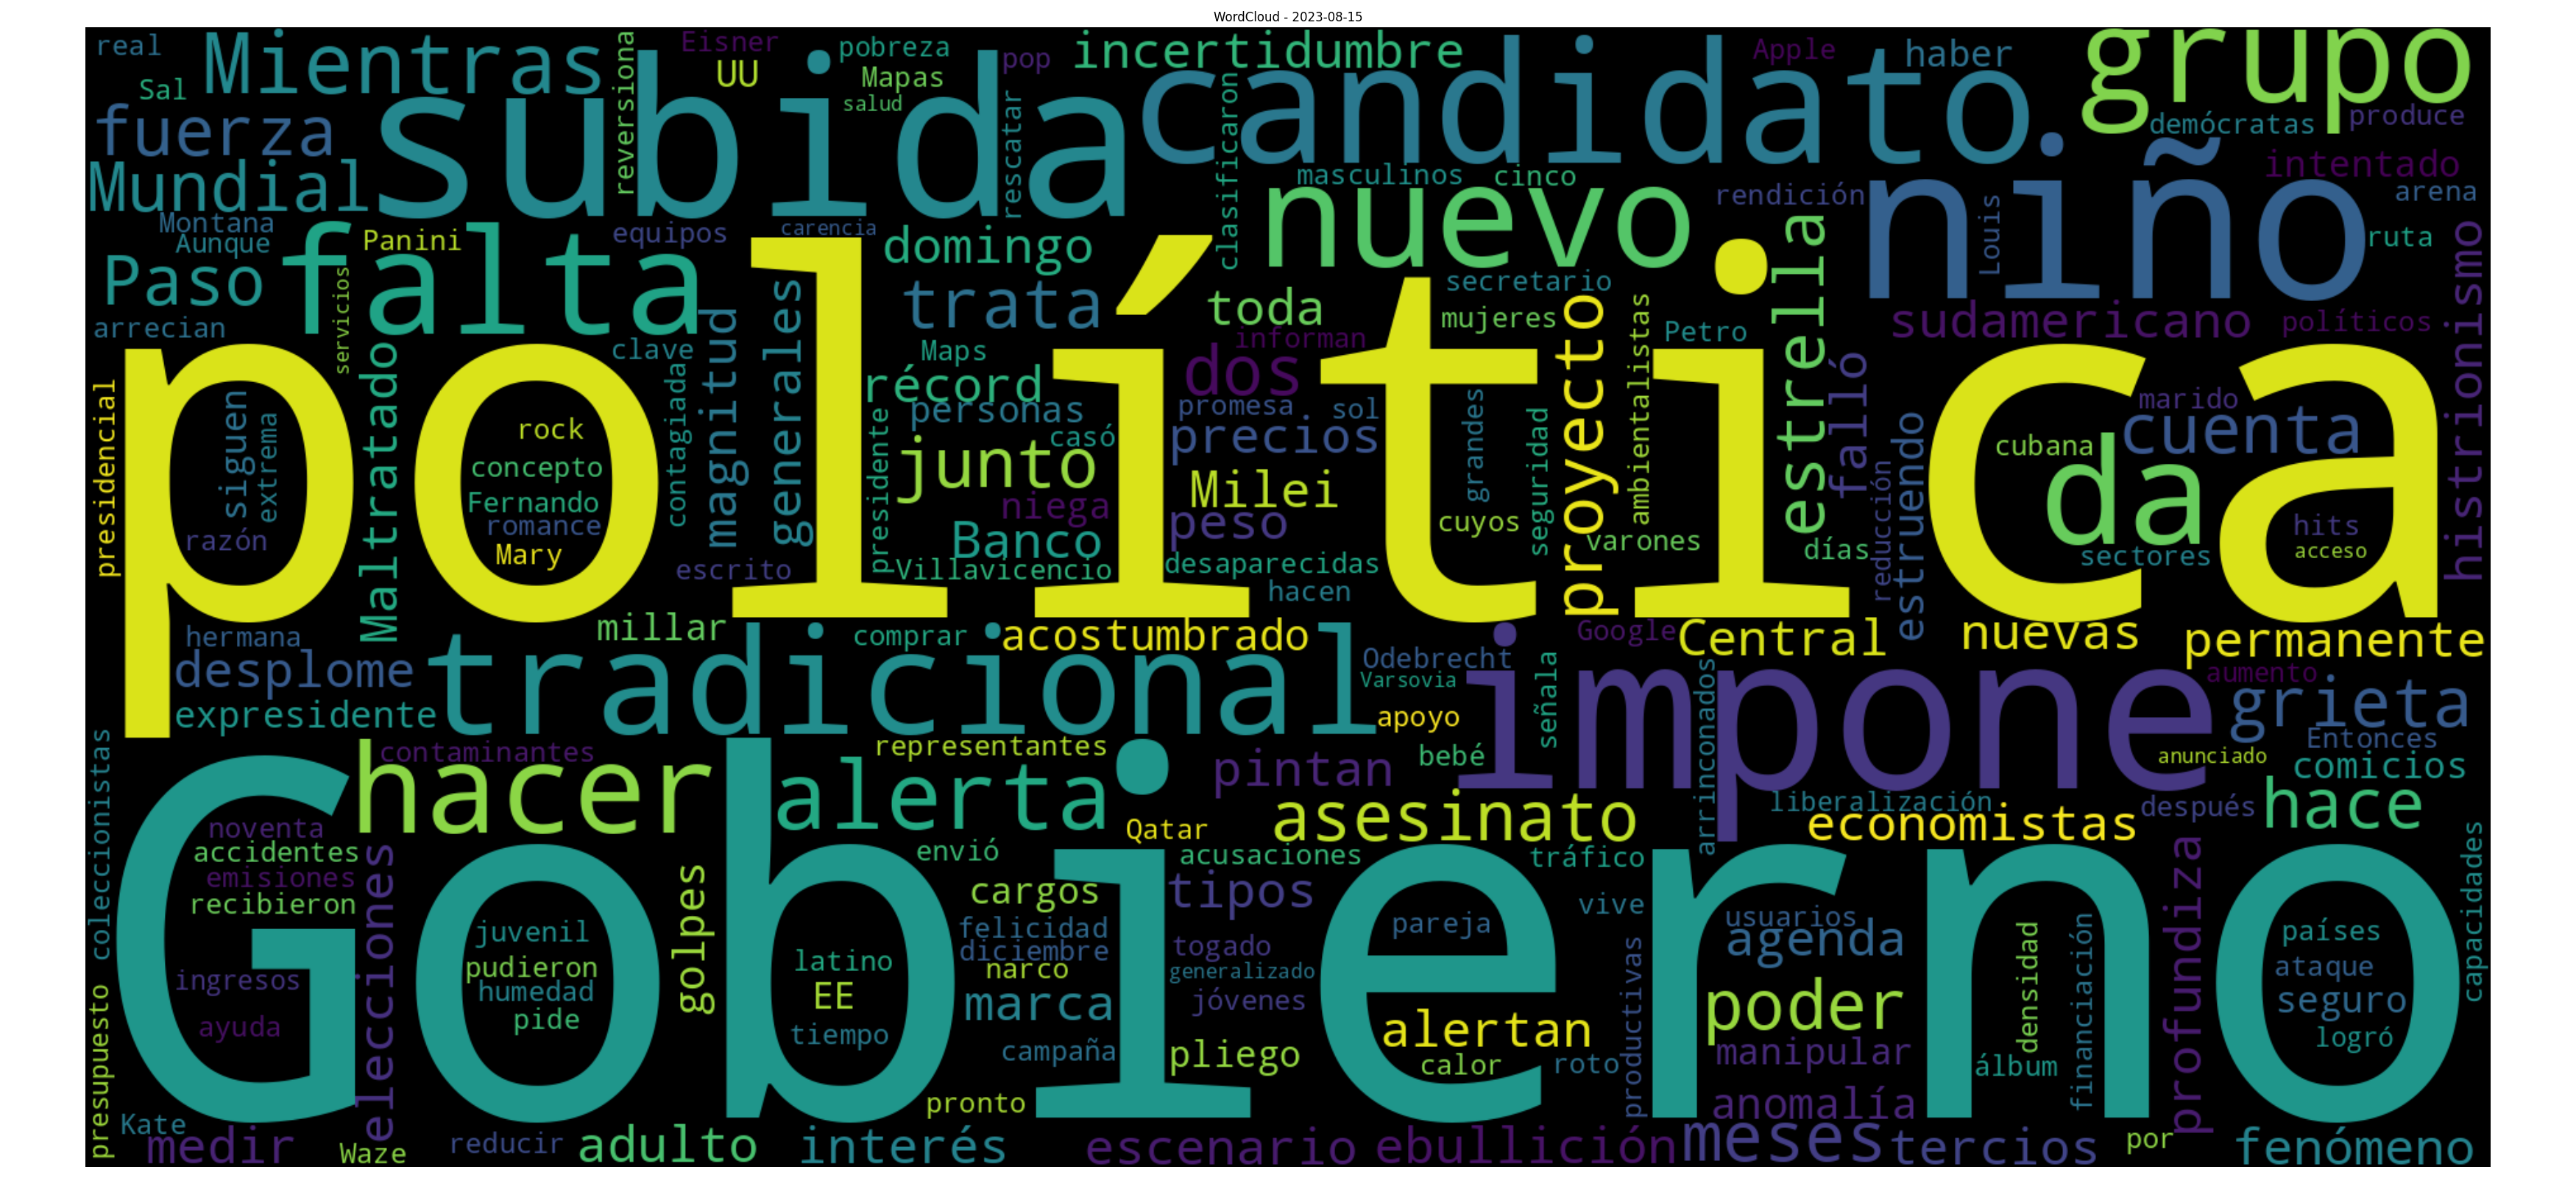 WordCloud - 2023-08-15
real
Mientras
subida
Eisner
UU
pobreza
Mapas
salud
pop
incertidumbre
candidato
Apple
haber
grupo
Sal
reversiona
rescatar
clasificaron
demócratas
produce
fuerza
Mundial
masculinos
cinco
nuevo
rendición
niño
intentado
arena
Montana
Aunque
Panini
equipos
carencia
domingo
Louis
ruta
Paso
falta
servicios
arrecian
trata
toda
secretario
mujeres
informan
proyecto
ambientalistas
Petro
estrella
sudamericano
políticos
histrionismo
política
Maltratado
clave
contagiada
magnitud
generales
Maps
récord
dos
personas
promesa
sol
casó
precios
grandes
seguridad
falló
reducción
estruendo
marido
cuenta
cubana
da
presidencial
siguen
extrema
razón
rock
concepto
Fernando
romance
Mary
presidente
junto
niega
Milei
peso
Banco
cuyos
varones
días
sectores
hits
acceso
escrito
Villavicencio
desaparecidas
hacen
hermana
desplome
expresidente
millar
comprar
tradicional
acostumbrado
Odebrecht
Varsovia
apoyo
señala
Google
Central
nuevas
permanente
arrinconados
impone
aumento
grieta
Entonces
anunciado
comicios
coleccionistas
contaminantes
hacer
representantes
alerta
pintan
bebé
liberalización
después
hace
Gobierno
noventa
accidentes
emisiones
recibieron
elecciones
envió
Qatar
asesinato
acusaciones
tráfico
economistas
profundiza
capacidades
ingresos
ayuda
juvenil
pudieron
humedad
pide
golpes
latino
EE
tiempo
cargos
felicidad
diciembre
narco
marca
campaña
tipos
togado
generalizado
jóvenes
pliego
pareja
alertan
calor
roto
vive
productivas
usuarios
agenda
poder
manipular
densidad
álbum
financiación
países
ataque
seguro
logró
presupuesto
Kate
medir
Waze
reducir
adulto
pronto
interés
escenario
ebullición
anomalía
meses
tercios
por
fenómeno